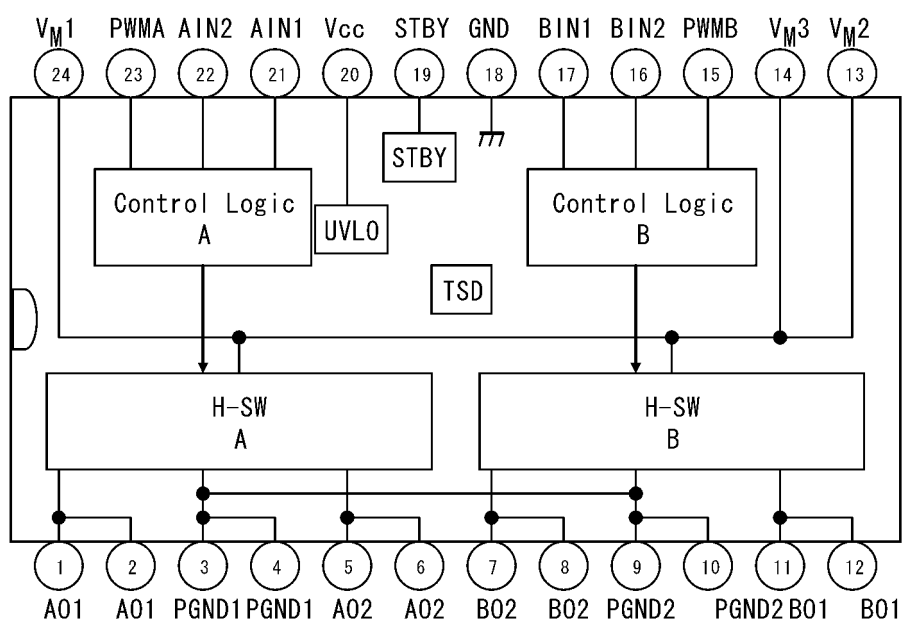 VM1 PWMA AIN2 AIN1 Vcc STBY GND BIN1 BIN2 PWMB VM3 VM2
24 23 22 21 20 19 18 17 16 15 14 13
STBY
Control Logic
A
UVLO
Control Logic
B
TSD
H-SW
A
H-SW
B
1 2 3 4 5 6 7 8 9 10 11 12
AO1 AO1 PGND1 PGND1 AO2 AO2 BO2 BO2 PGND2 PGND2 BO1 BO1